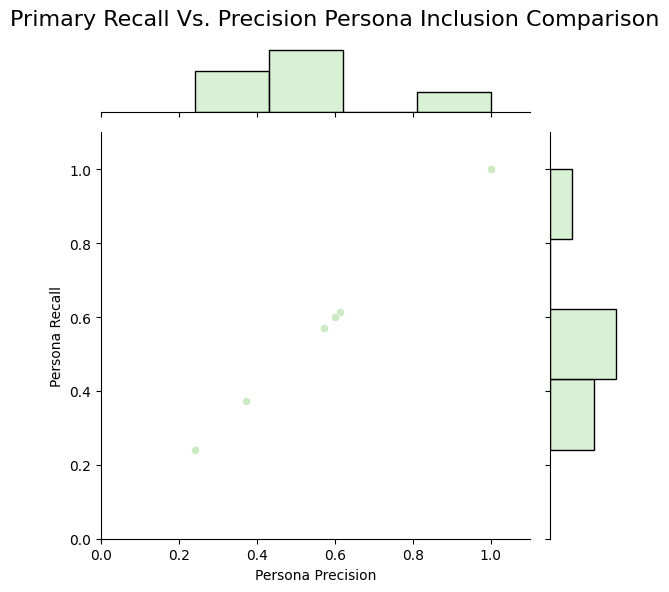 Primary Recall Vs. Precision Persona Inclusion Comparison
1.0
0.8
0.6
0.4
0.2
0.0
Persona Recall
0.0 0.2 0.4 0.6 0.8 1.0
Persona Precision